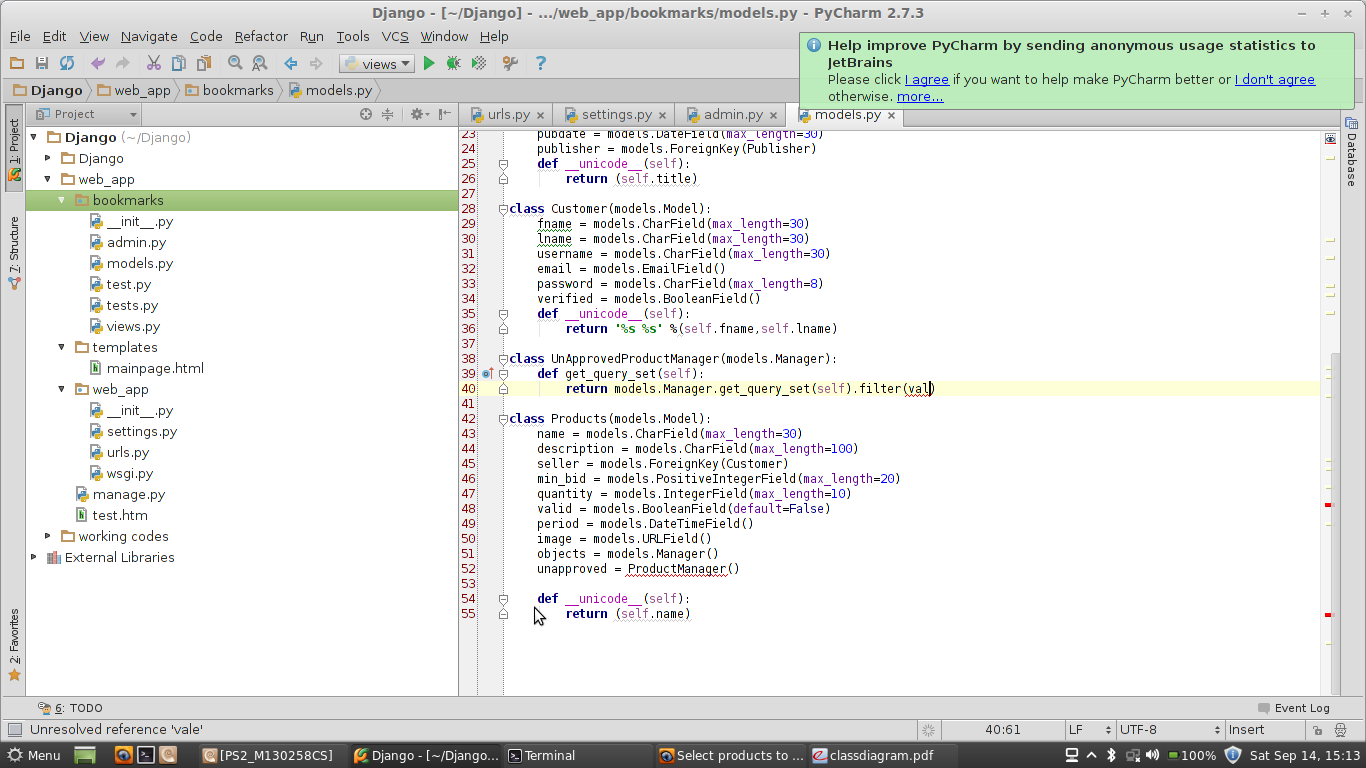 Django - [~/Django] - .../web_app/bookmarks/models.py - PyCharm 2.7.3
File Edit View Navigate Code Refactor Run Tools VCS Window Help
views
Help improve PyCharm by sending anonymous usage statistics to
JetBrains
Please click I agree if you want to help make PyCharm better or I don't agree
otherwise. more...
Django web_app bookmarks models.py
Project
urls.py settings.py admin.py models.py
1: Project
7: Structure
2: Favorites
Database
Django (~/Django)
Django
web_app
bookmarks
__init__.py
admin.py
models.py
test.py
tests.py
views.py
templates
mainpage.html
web_app
__init__.py
settings.py
urls.py
wsgi.py
manage.py
test.htm
working codes
External Libraries
23 pubdate = models.DateField(max_length=30)
24 publisher = models.ForeignKey(Publisher)
25 def __unicode__(self):
26 return (self.title)
27
28 class Customer(models.Model):
29 fname = models.CharField(max_length=30)
30 lname = models.CharField(max_length=30)
31 username = models.CharField(max_length=30)
32 email = models.EmailField()
33 password = models.CharField(max_length=8)
34 verified = models.BooleanField()
35 def __unicode__(self):
36 return '%s %s' %(self.fname,self.lname)
37
38 class UnApprovedProductManager(models.Manager):
39 def get_query_set(self):
40 return models.Manager.get_query_set(self).filter(val)
41
42 class Products(models.Model):
43 name = models.CharField(max_length=30)
44 description = models.CharField(max_length=100)
45 seller = models.ForeignKey(Customer)
46 min_bid = models.PositiveIntegerField(max_length=20)
47 quantity = models.IntegerField(max_length=10)
48 valid = models.BooleanField(default=False)
49 period = models.DateTimeField()
50 image = models.URLField()
51 objects = models.Manager()
52 unapproved = ProductManager()
53
54 def __unicode__(self):
55 return (self.name)
6: TODO
Event Log
Unresolved reference 'vale' 40:61 LF UTF-8 Insert
Menu [PS2_M130258CS] Django - [~/Django... Terminal Select products to ... classdiagram.pdf 100% Sat Sep 14, 15:13